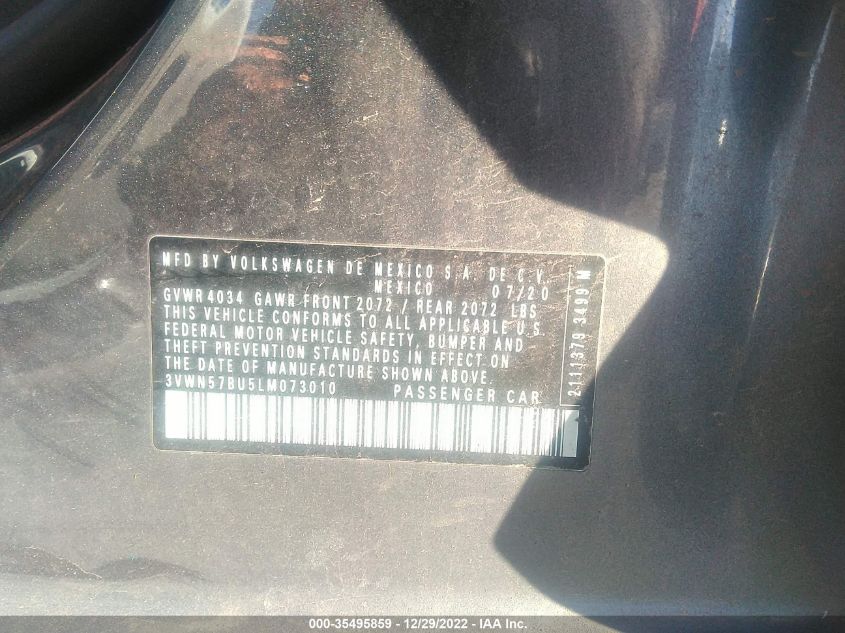 MFD BY VOLKSWAGEN DE MEXICO S.A. DE C.V.
MEXICO 07/20
GVWR 4034 GAWR FRONT 2072 / REAR 2072 LBS
THIS VEHICLE CONFORMS TO ALL APPLICABLE U.S.
FEDERAL MOTOR VEHICLE SAFETY, BUMPER AND
THEFT PREVENTION STANDARDS IN EFFECT ON
THE DATE OF MANUFACTURE SHOWN ABOVE.
3VWN57BU5LM073010 PASSENGER CAR
2111379 3499 M
000-35495859 - 12/29/2022 - IAA Inc.